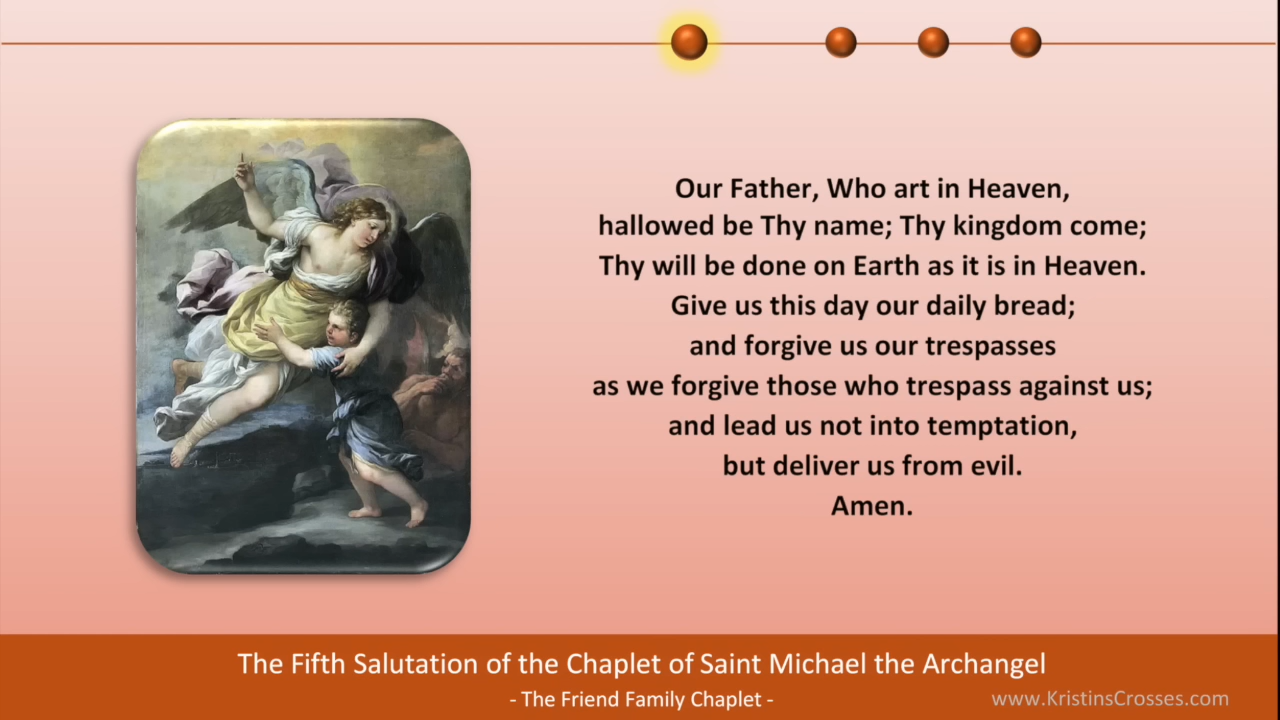 Our Father, Who art in Heaven,
hallowed be Thy name; Thy kingdom come;
Thy will be done on Earth as it is in Heaven.
Give us this day our daily bread;
and forgive us our trespasses
as we forgive those who trespass against us;
and lead us not into temptation,
but deliver us from evil.
Amen.
The Fifth Salutation of the Chaplet of Saint Michael the Archangel
- The Friend Family Chaplet -
www.KristinsCrosses.com